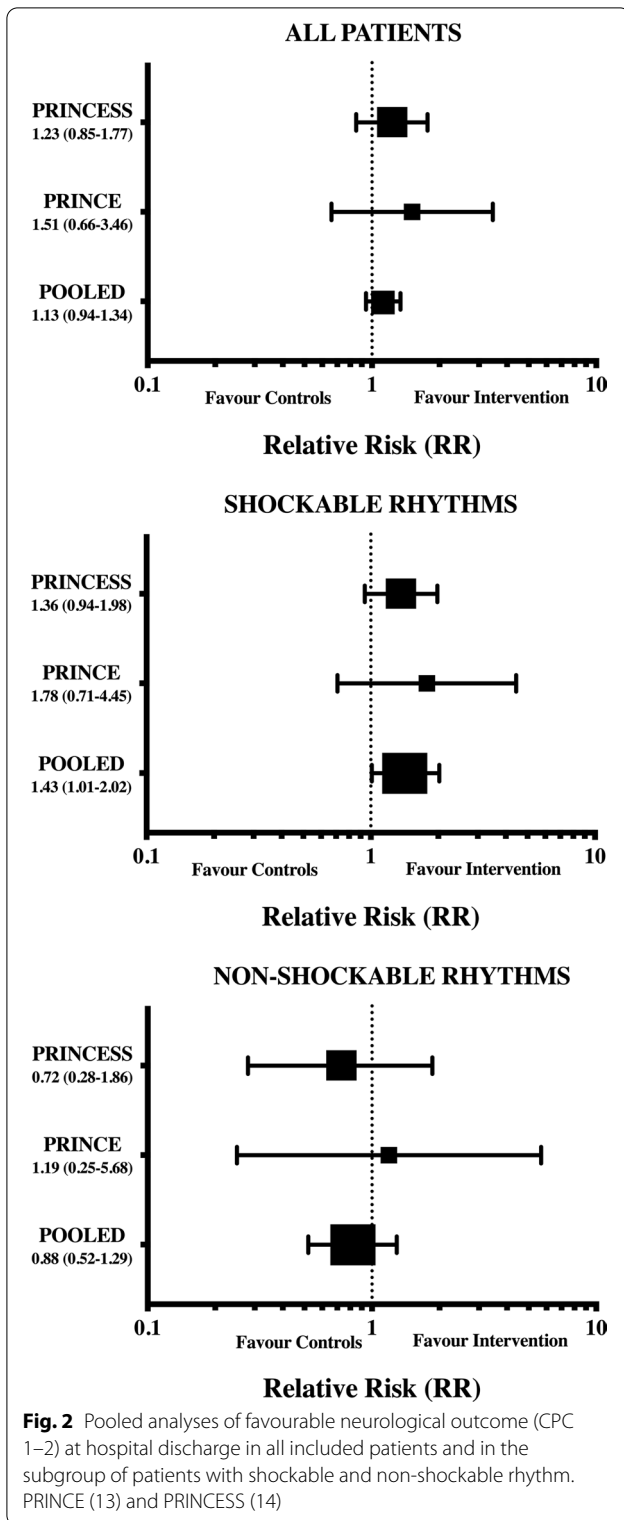 ALL PATIENTS
PRINCESS
1.23 (0.85-1.77)
PRINCE
1.51 (0.66-3.46)
POOLED
1.13 (0.94-1.34)
0.1 1 10
Favour Controls Favour Intervention
Relative Risk (RR)
SHOCKABLE RHYTHMS
PRINCESS
1.36 (0.94-1.98)
PRINCE
1.78 (0.71-4.45)
POOLED
1.43 (1.01-2.02)
0.1 1 10
Favour Controls Favour Intervention
Relative Risk (RR)
NON-SHOCKABLE RHYTHMS
PRINCESS
0.72 (0.28-1.86)
PRINCE
1.19 (0.25-5.68)
POOLED
0.88 (0.52-1.29)
0.1 1 10
Favour Controls Favour Intervention
Relative Risk (RR)
Fig. 2 Pooled analyses of favourable neurological outcome (CPC
1–2) at hospital discharge in all included patients and in the
subgroup of patients with shockable and non-shockable rhythm.
PRINCE (13) and PRINCESS (14)